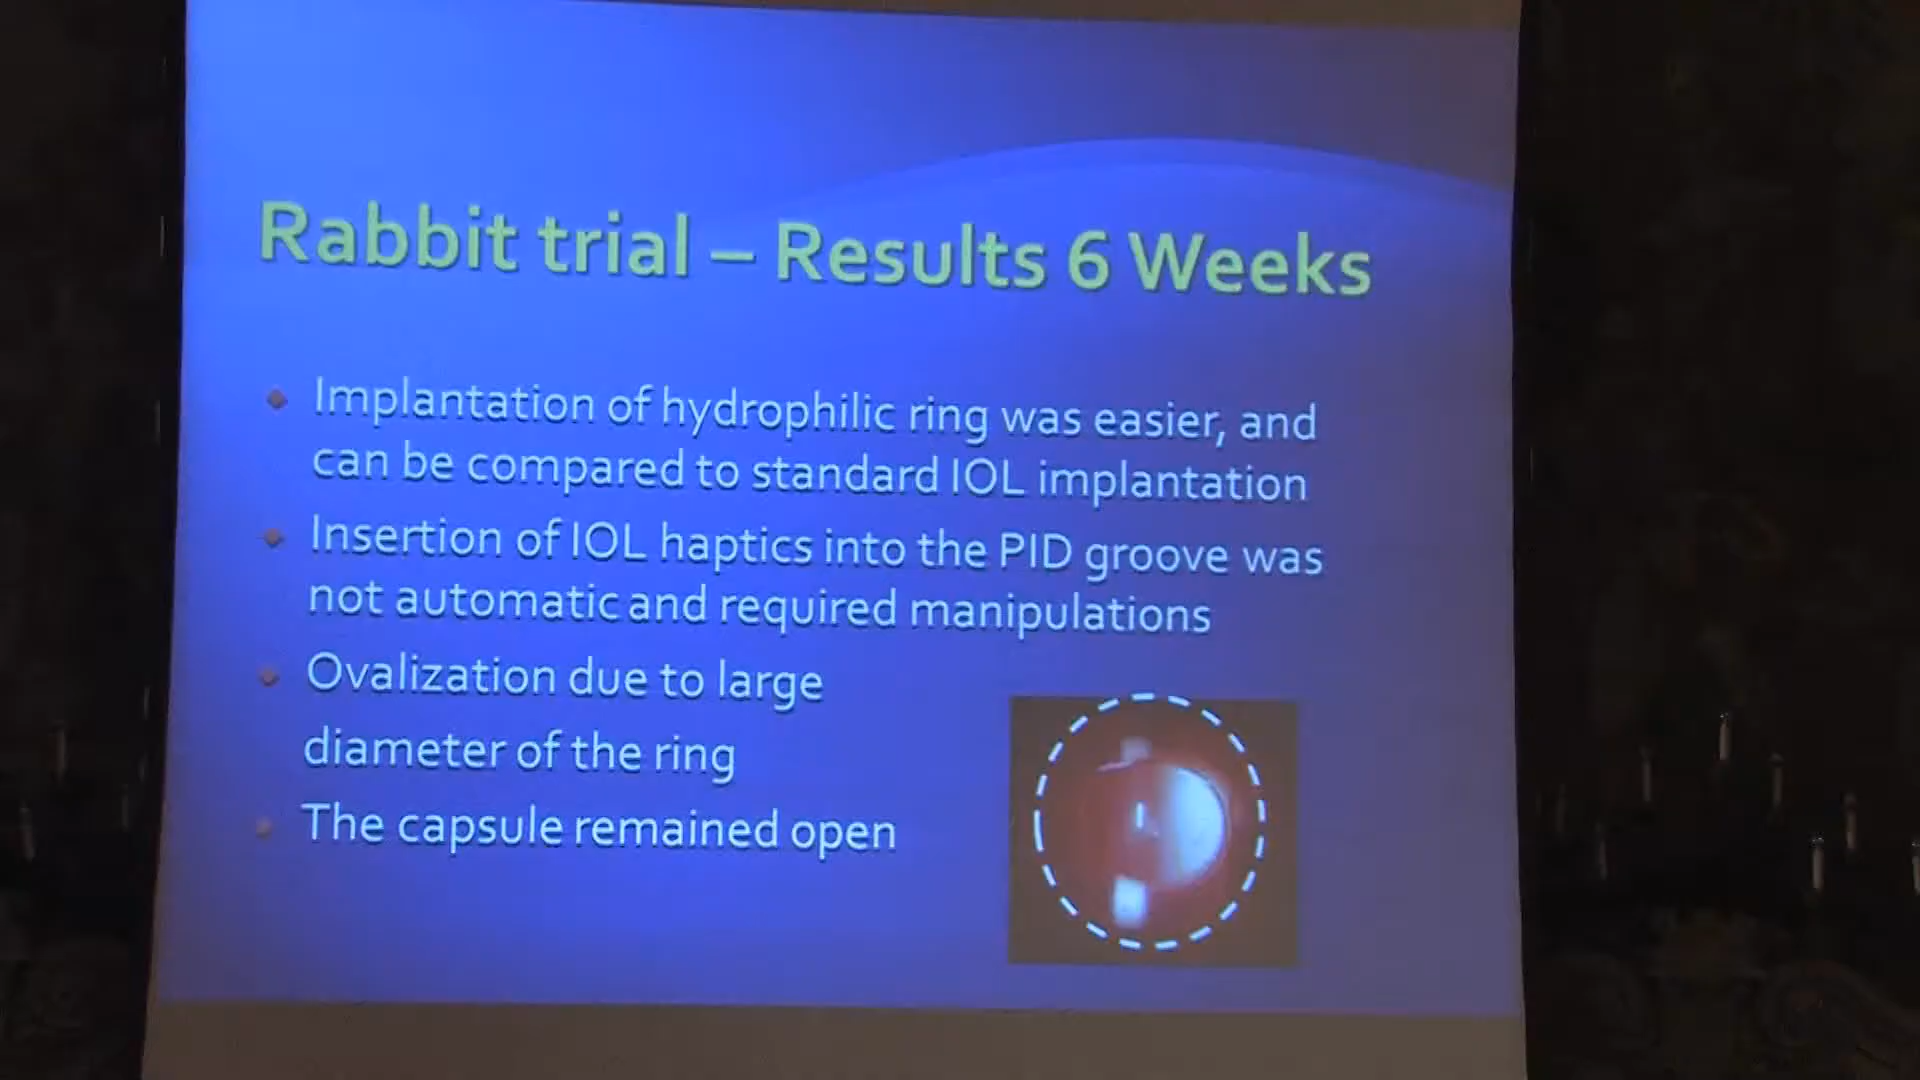 Rabbit trial – Results 6 Weeks
Implantation of hydrophilic ring was easier, and
can be compared to standard IOL implantation
Insertion of IOL haptics into the PID groove was
not automatic and required manipulations
Ovalization due to large
diameter of the ring
The capsule remained open